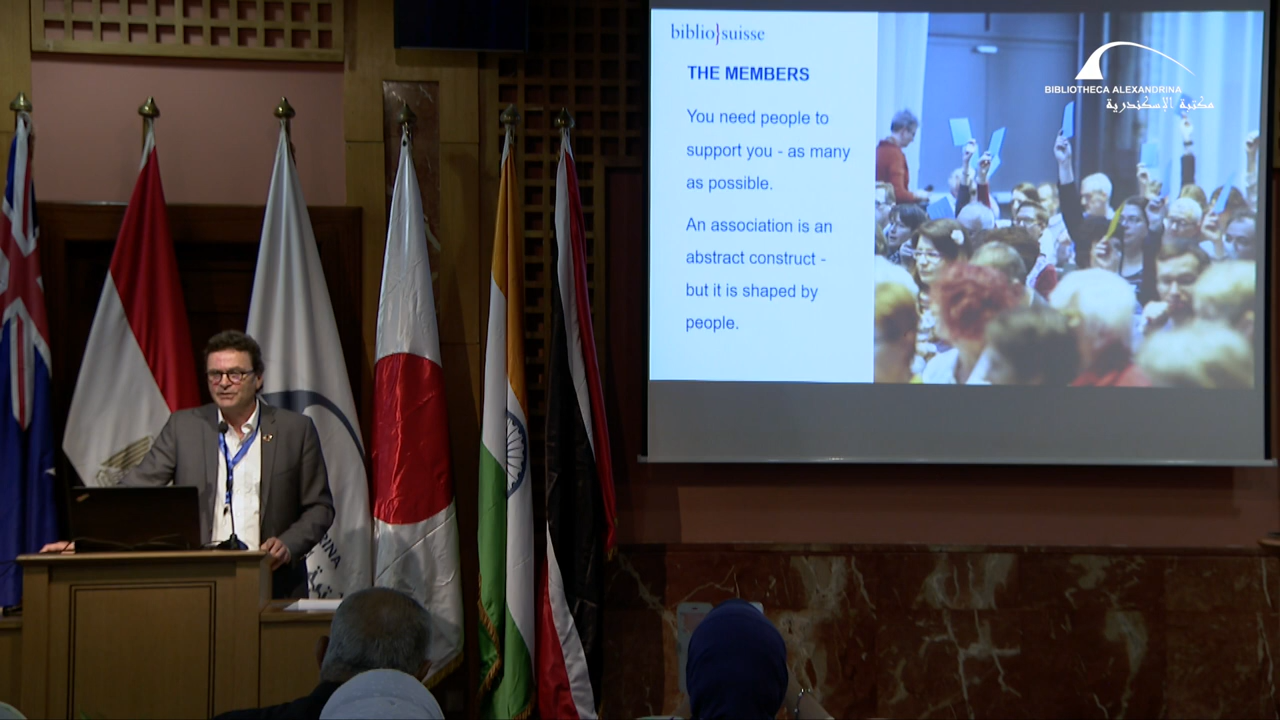 biblio}suisse
THE MEMBERS
You need people to
support you - as many
as possible.
An association is an
abstract construct -
but it is shaped by
people.
BIBLIOTHECA ALEXANDRINA
مكتبة الإسكندرية
RINA